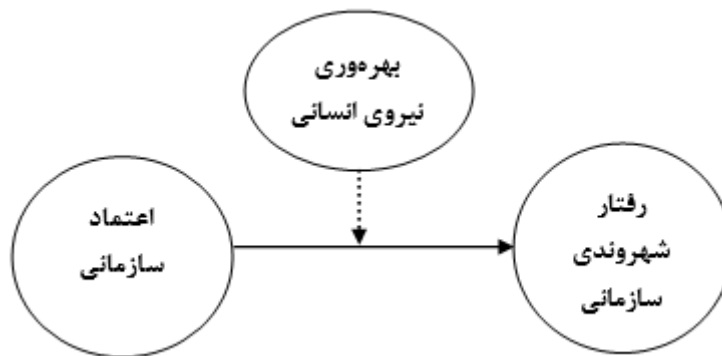 بهره‌وری
نیروی انسانی
اعتماد
سازمانی
رفتار
شهروندی
سازمانی